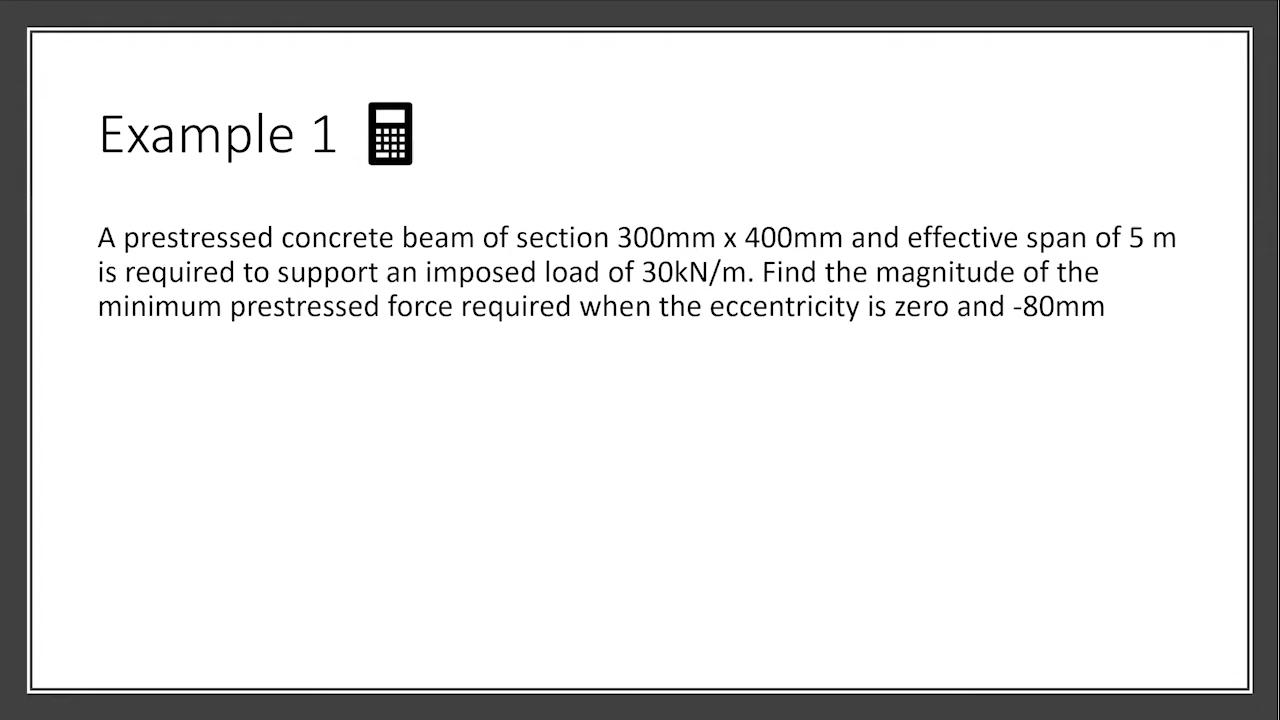 Example 1
A prestressed concrete beam of section 300mm x 400mm and effective span of 5 m
is required to support an imposed load of 30kN/m. Find the magnitude of the
minimum prestressed force required when the eccentricity is zero and -80mm